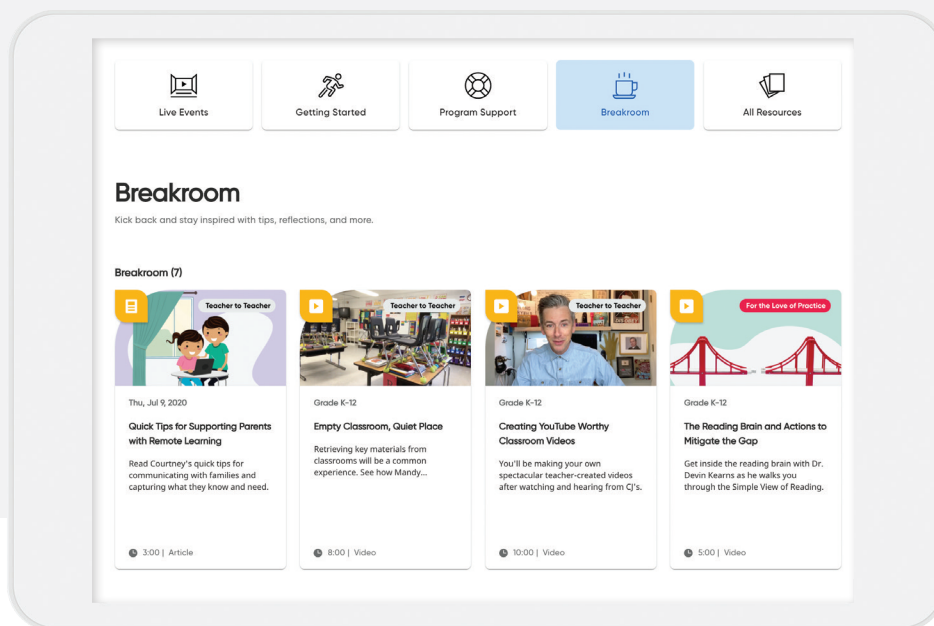 Live Events
Getting Started
Program Support
Breakroom
All Resources
Breakroom
Kick back and stay inspired with tips, reflections, and more.
Breakroom (7)
Teacher to Teacher
Thu, Jul 9, 2020
Quick Tips for Supporting Parents
with Remote Learning
Read Courtney's quick tips for
communicating with families and
capturing what they know and need.
3:00 | Article
Teacher to Teacher
Grade K-12
Empty Classroom, Quiet Place
Retrieving key materials from
classrooms will be a common
experience. See how Mandy...
8:00 | Video
Teacher to Teacher
Grade K-12
Creating YouTube Worthy
Classroom Videos
You'll be making your own
spectacular teacher-created videos
after watching and hearing from CJ's.
10:00 | Video
For the Love of Practice
Grade K-12
The Reading Brain and Actions to
Mitigate the Gap
Get inside the reading brain with Dr.
Devin Kearns as he walks you
through the Simple View of Reading.
5:00 | Video